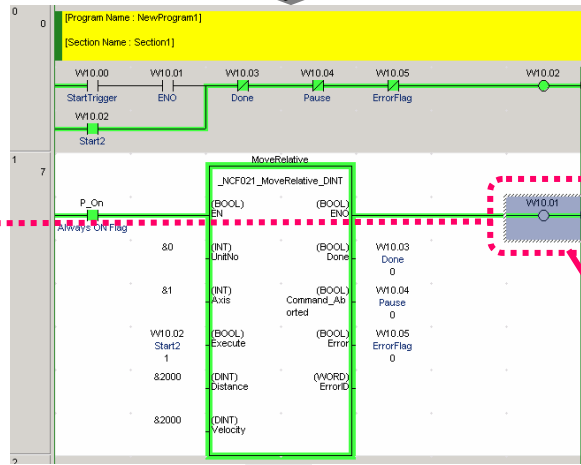 0
0
[Program Name : NewProgram1]
[Section Name : Section1]
W10.00 W10.01 W10.03 W10.04 W10.05 W10.02
StartTrigger ENO Done Pause ErrorFlag
W10.02
Start2
1
7
MoveRelative
_NCF021_MoveRelative_DINT
P_On (BOOL) (BOOL) W10.01
EN ENO
Always ON Flag
&0 (INT) (BOOL) W10.03
UnitNo Done Done
0
&1 (INT) (BOOL) W10.04
Axis Command_Ab Pause
orted 0
W10.02 (BOOL) (BOOL) W10.05
Start2 Execute Error ErrorFlag
1 0
&2000 (DINT) (WORD)
Distance ErrorID
&2000 (DINT)
Velocity
2